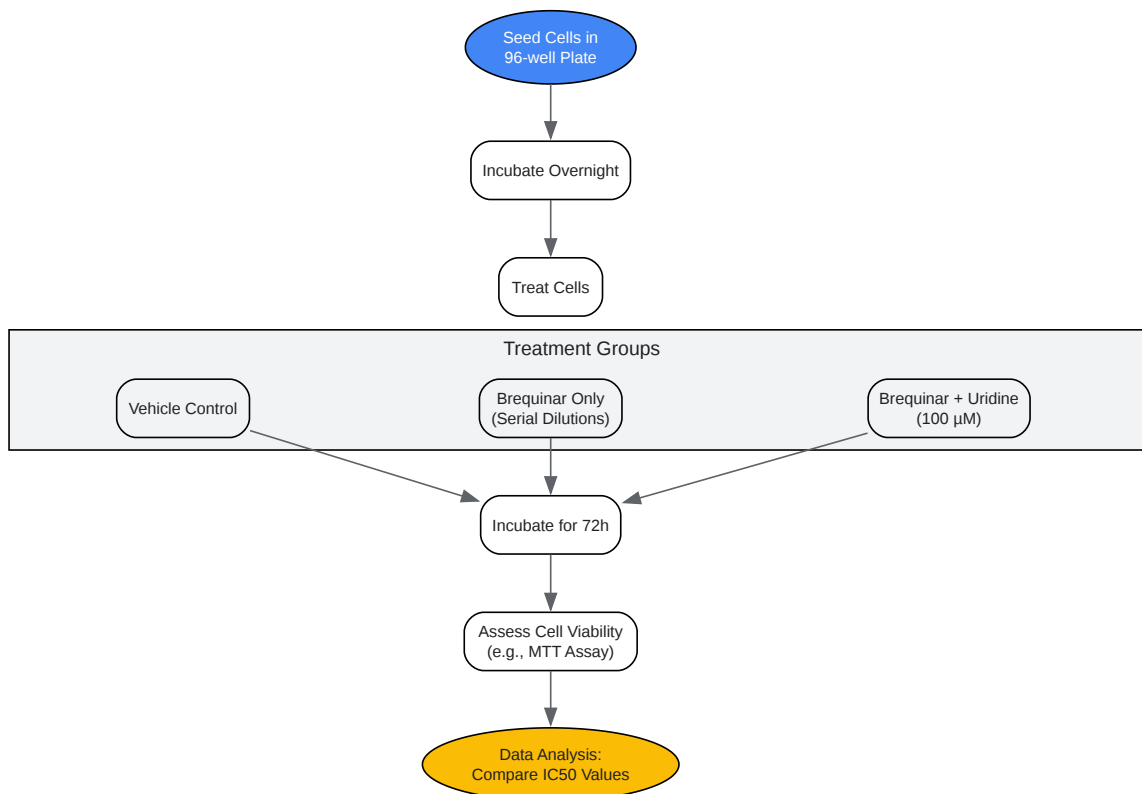 Seed Cells in
96-well Plate
Incubate Overnight
Treat Cells
Treatment Groups
Vehicle Control
Brequinar Only
(Serial Dilutions)
Brequinar + Uridine
(100 µM)
Incubate for 72h
Assess Cell Viability
(e.g., MTT Assay)
Data Analysis:
Compare IC50 Values